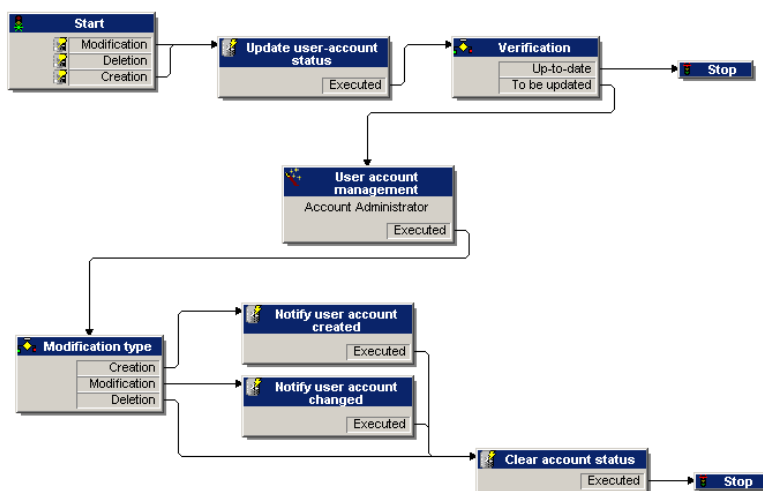 Start
Modification
Deletion
Creation
Update user-account
status
Executed
Verification
Up-to-date
To be updated
Stop
User account
management
Account Administrator
Executed
Modification type
Creation
Modification
Deletion
Notify user account
created
Executed
Notify user account
changed
Executed
Clear account status
Executed
Stop